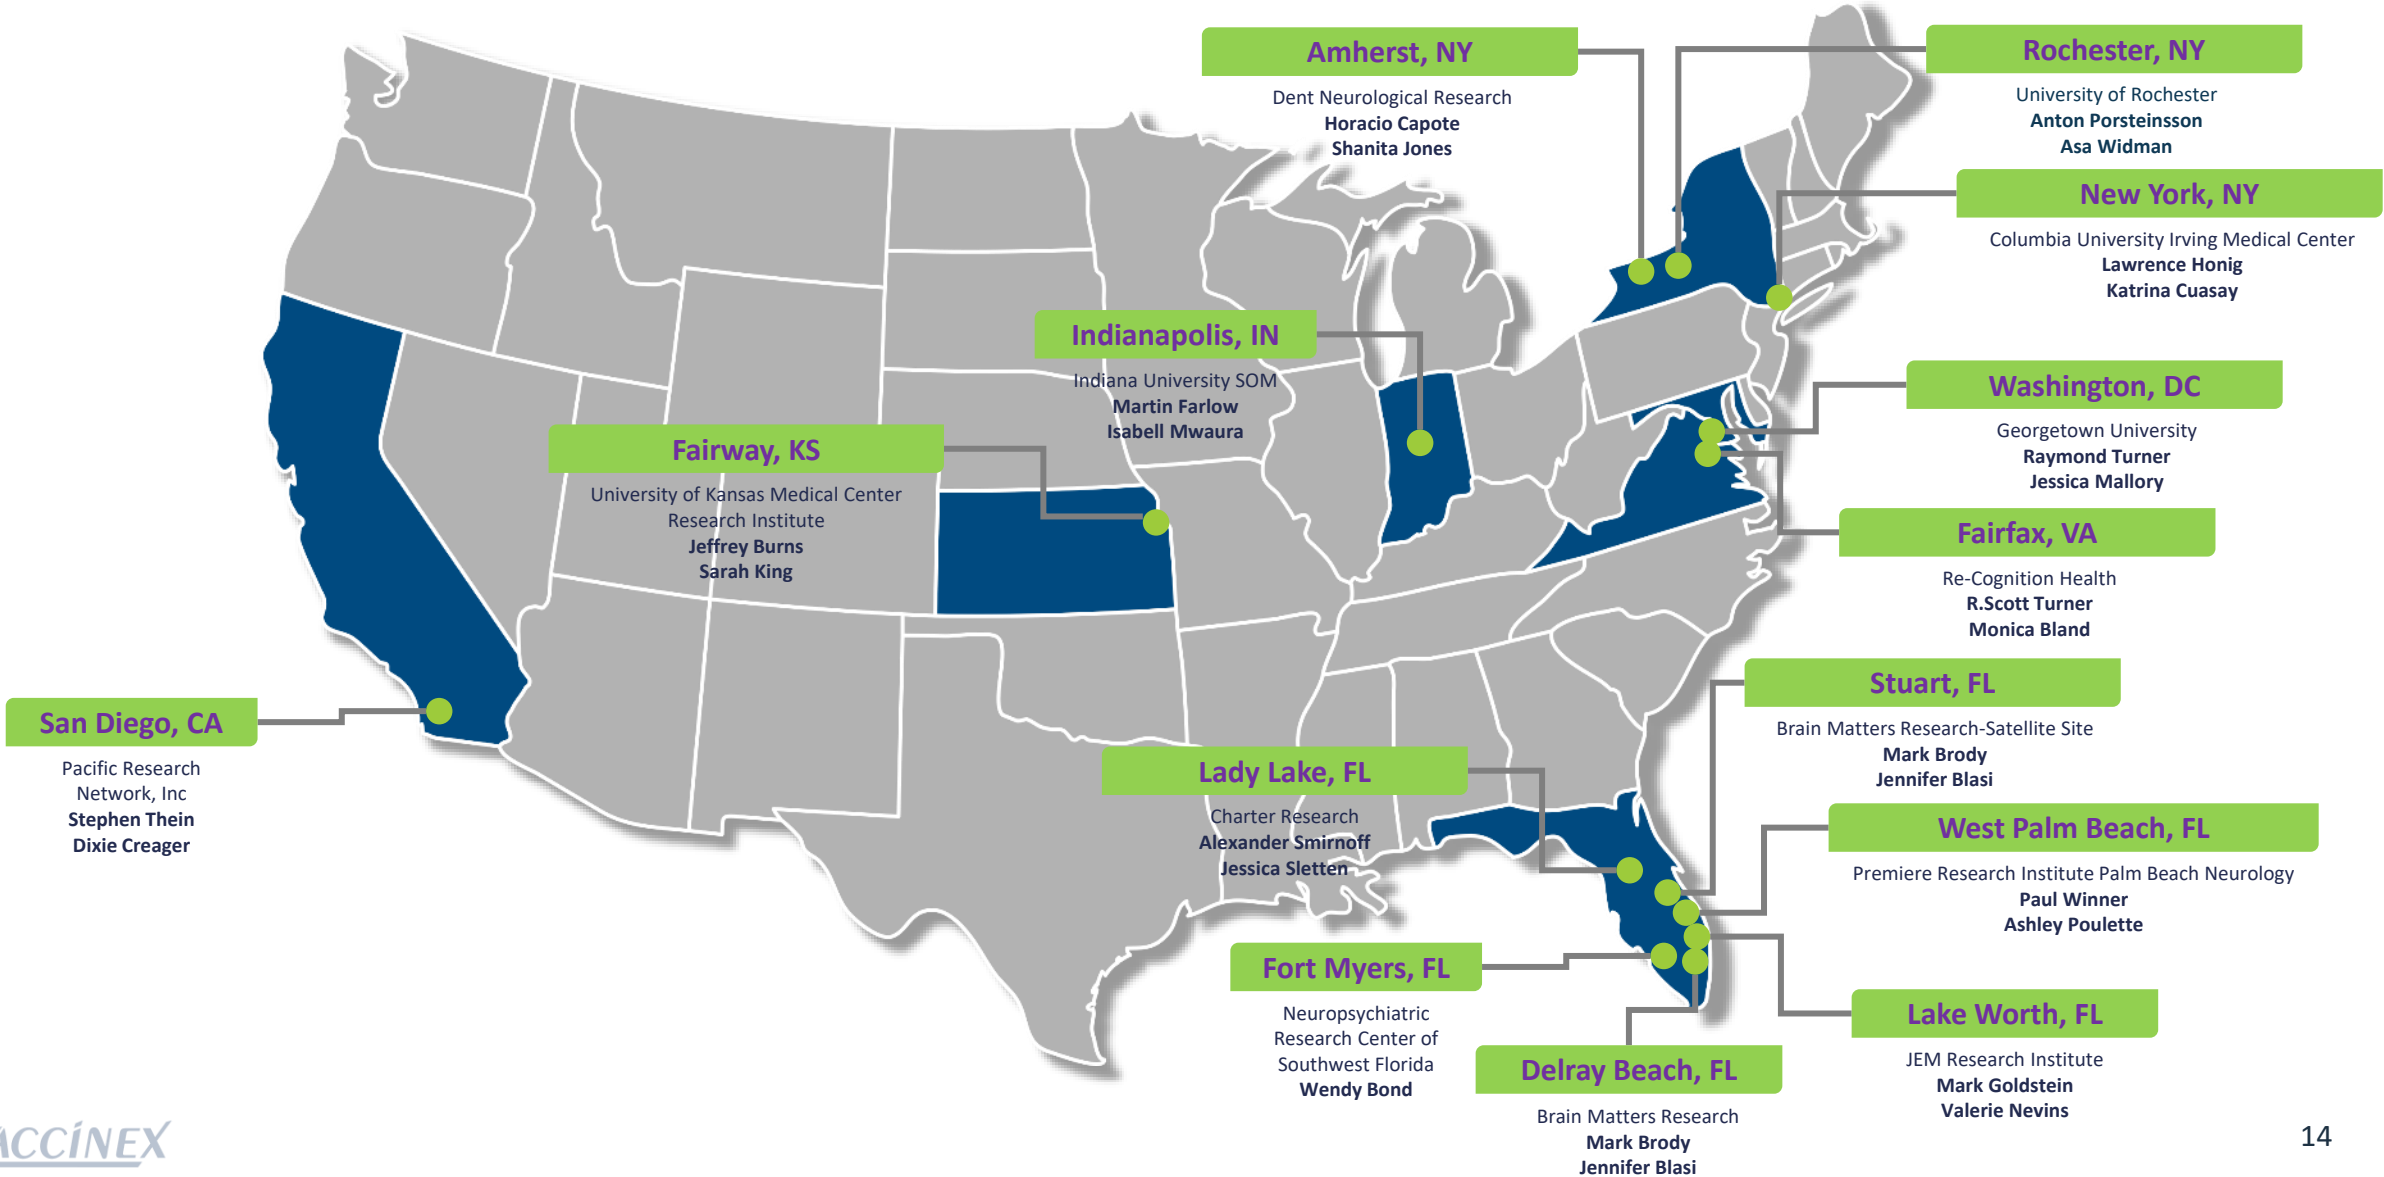 Amherst, NY
Dent Neurological Research
Horacio Capote
Shanita Jones
Rochester, NY
University of Rochester
Anton Porsteinsson
Asa Widman
New York, NY
Columbia University Irving Medical Center
Lawrence Honig
Katrina Cuasay
Indianapolis, IN
Indiana University SOM
Martin Farlow
Isabell Mwaura
Washington, DC
Georgetown University
Raymond Turner
Jessica Mallory
Fairway, KS
University of Kansas Medical Center
Research Institute
Jeffrey Burns
Sarah King
Fairfax, VA
Re-Cognition Health
R.Scott Turner
Monica Bland
San Diego, CA
Pacific Research
Network, Inc
Stephen Thein
Dixie Creager
Stuart, FL
Brain Matters Research-Satellite Site
Mark Brody
Jennifer Blasi
Lady Lake, FL
Charter Research
Alexander Smirnoff
Jessica Sletten
West Palm Beach, FL
Premiere Research Institute Palm Beach Neurology
Paul Winner
Ashley Poulette
Fort Myers, FL
Neuropsychiatric
Research Center of
Southwest Florida
Wendy Bond
Lake Worth, FL
JEM Research Institute
Mark Goldstein
Valerie Nevins
Delray Beach, FL
Brain Matters Research
Mark Brody
Jennifer Blasi
ACCINEX
14